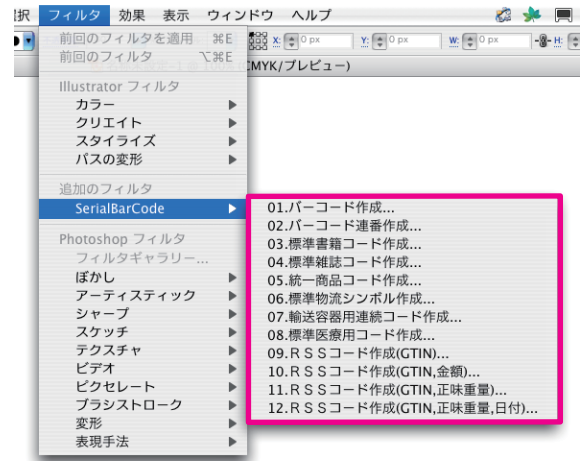 択 フィルタ 効果 表示 ウィンドウ ヘルプ
前回のフィルタを適用 ⌘E
前回のフィルタ ⌥⌘E
X: 0 px Y: 0 px W: 0 px H:
CMYK/プレビュー)
Illustrator フィルタ
カラー
クリエイト
スタイライズ
パスの変形
追加のフィルタ
SerialBarCode
01.バーコード作成...
02.バーコード連番作成...
03.標準書籍コード作成...
04.標準雑誌コード作成...
05.統一商品コード作成...
06.標準物流シンボル作成...
07.輸送容器用連続コード作成...
08.標準医療用コード作成...
09.ＲＳＳコード作成(GTIN)...
10.ＲＳＳコード作成(GTIN,金額)...
11.ＲＳＳコード作成(GTIN,正味重量)...
12.ＲＳＳコード作成(GTIN,正味重量,日付)...
Photoshop フィルタ
フィルタギャラリー...
ぼかし
アーティスティック
シャープ
スケッチ
テクスチャ
ビデオ
ピクセレート
ブラシストローク
変形
表現手法